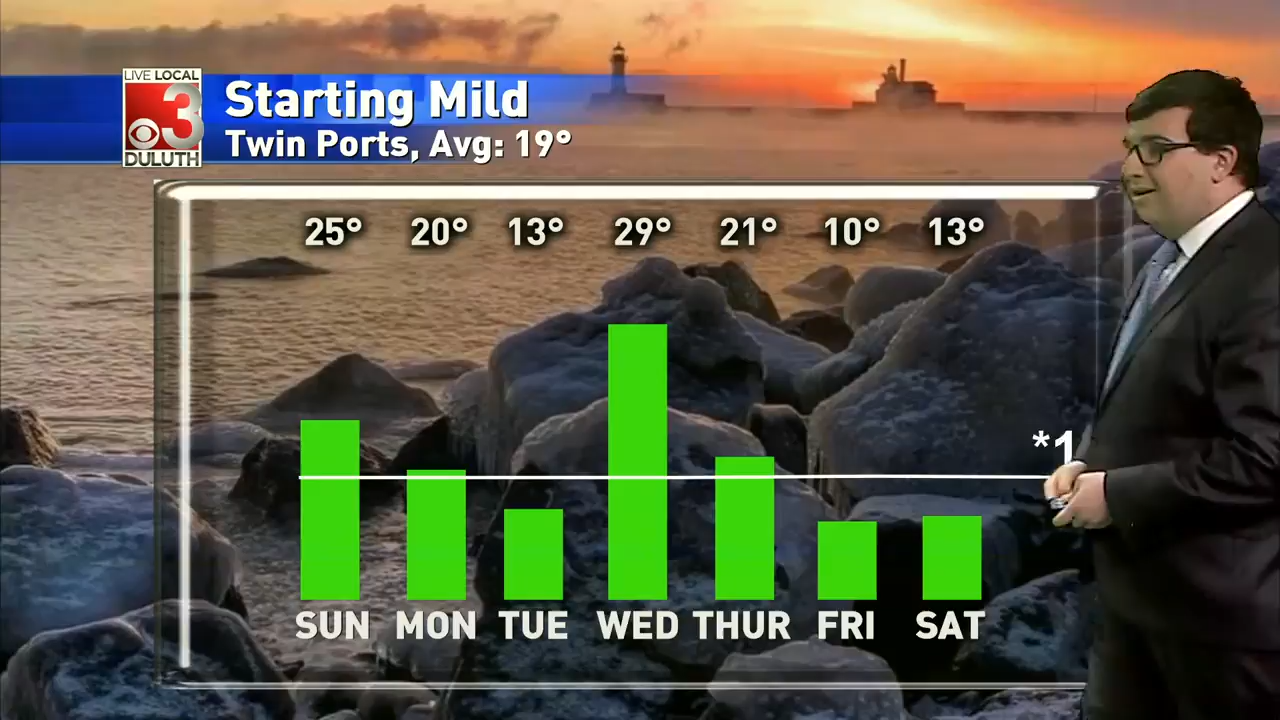 LIVE LOCAL
3
DULUTH
Starting Mild
Twin Ports, Avg: 19°
25° 20° 13° 29° 21° 10° 13°
*1
SUN MON TUE WED THUR FRI SAT